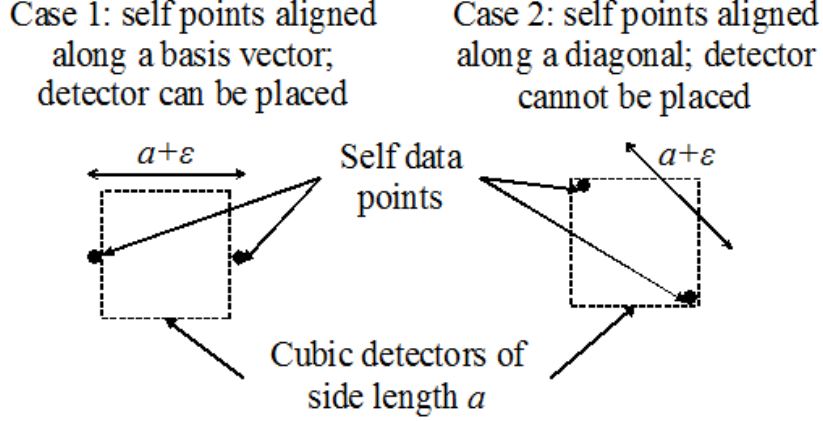 Case 1: self points aligned
along a basis vector;
detector can be placed
Case 2: self points aligned
along a diagonal; detector
cannot be placed
a+ε
Self data
points
a+ε
Cubic detectors of
side length a